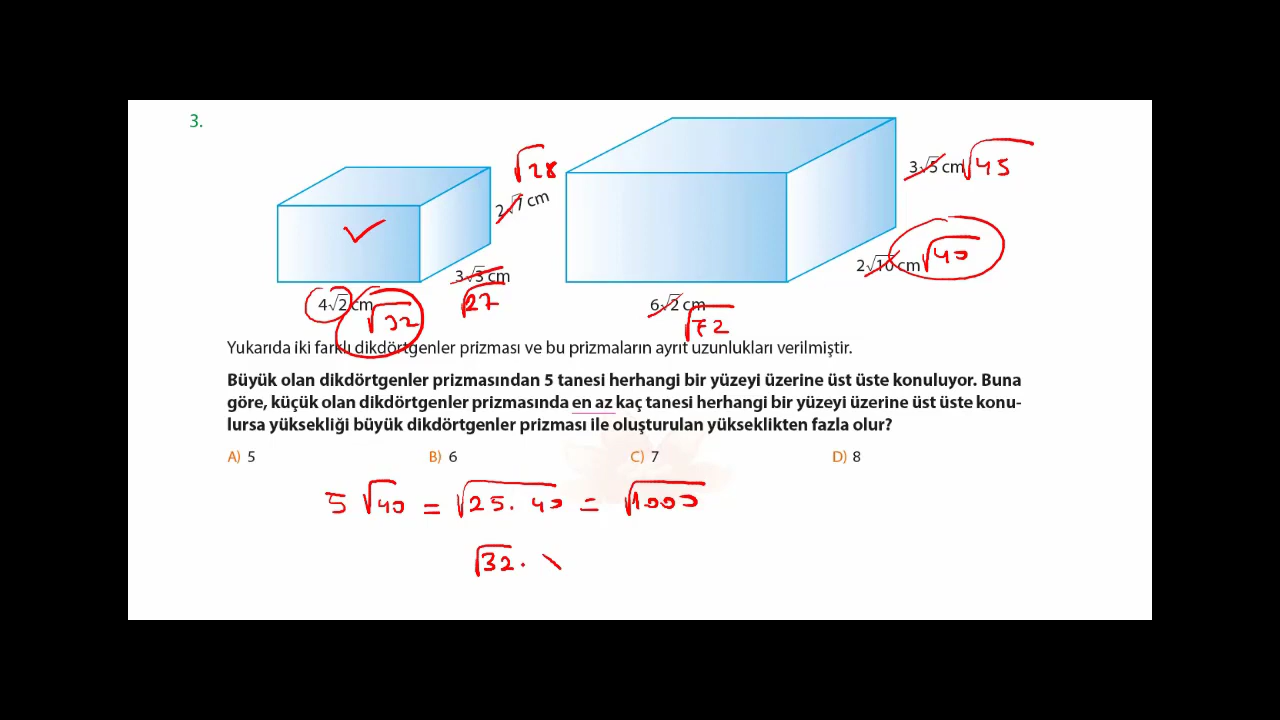 3.
√28
2√7 cm
3√5 cm √45
3√3 cm
√27
2√10 cm √40
4√2 cm
√32
6√2 cm
√72
Yukarıda iki farklı dikdörtgenler prizması ve bu prizmaların ayrıt uzunlukları verilmiştir.
Büyük olan dikdörtgenler prizmasından 5 tanesi herhangi bir yüzeyi üzerine üst üste konuluyor. Buna
göre, küçük olan dikdörtgenler prizmasında en az kaç tanesi herhangi bir yüzeyi üzerine üst üste konu-
lursa yüksekliği büyük dikdörtgenler prizması ile oluşturulan yükseklikten fazla olur?
A) 5 B) 6 C) 7 D) 8
5 √40 = √25. 40 = √1000
√32 .